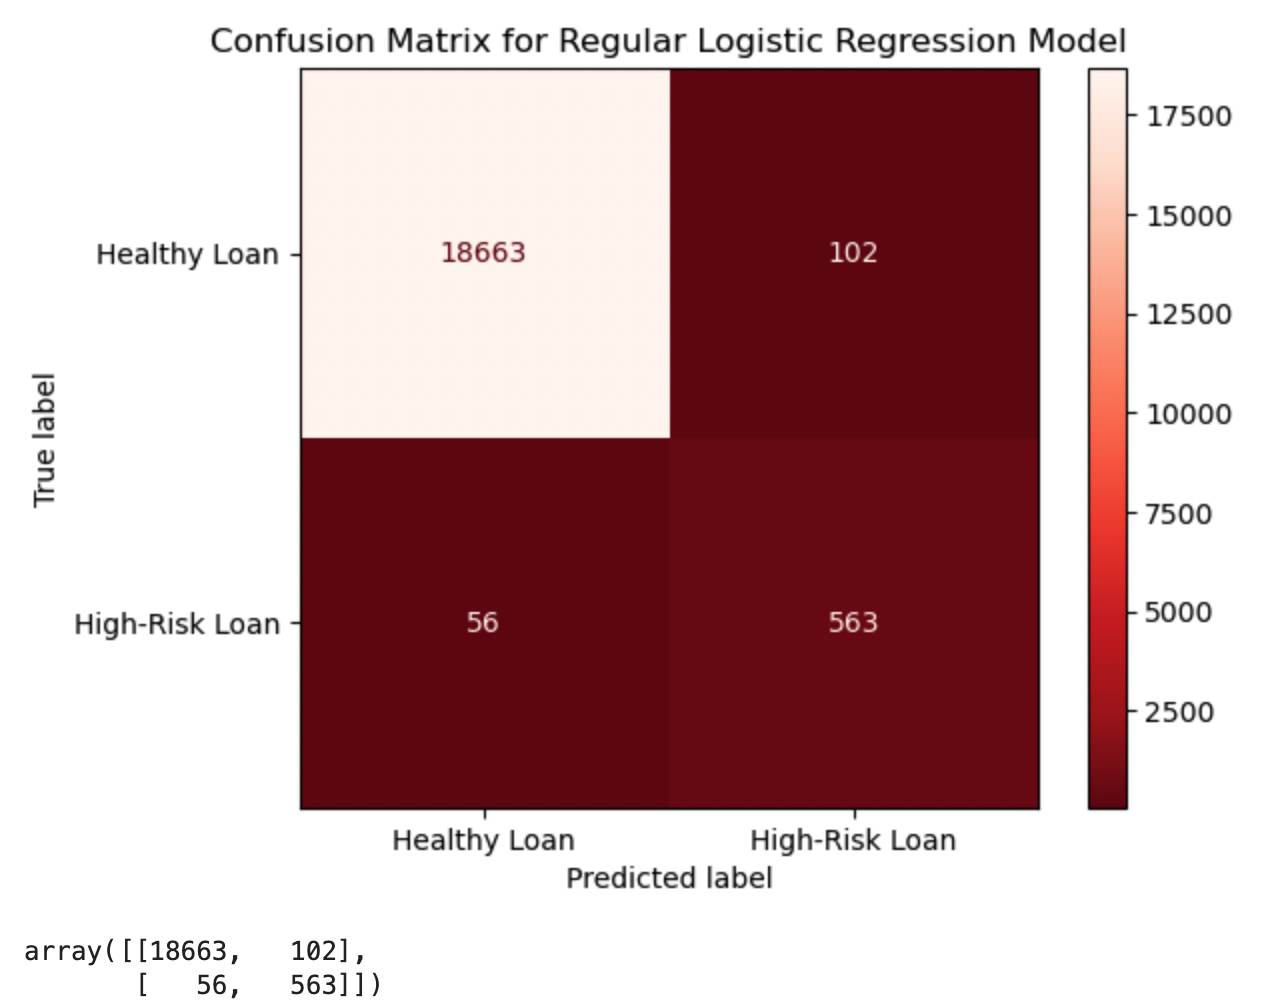 Confusion Matrix for Regular Logistic Regression Model
17500
15000
12500
10000
7500
5000
2500
True label
Healthy Loan
18663 102
High-Risk Loan
56 563
Healthy Loan High-Risk Loan
Predicted label
array([[18663,   102],
       [   56,   563]])